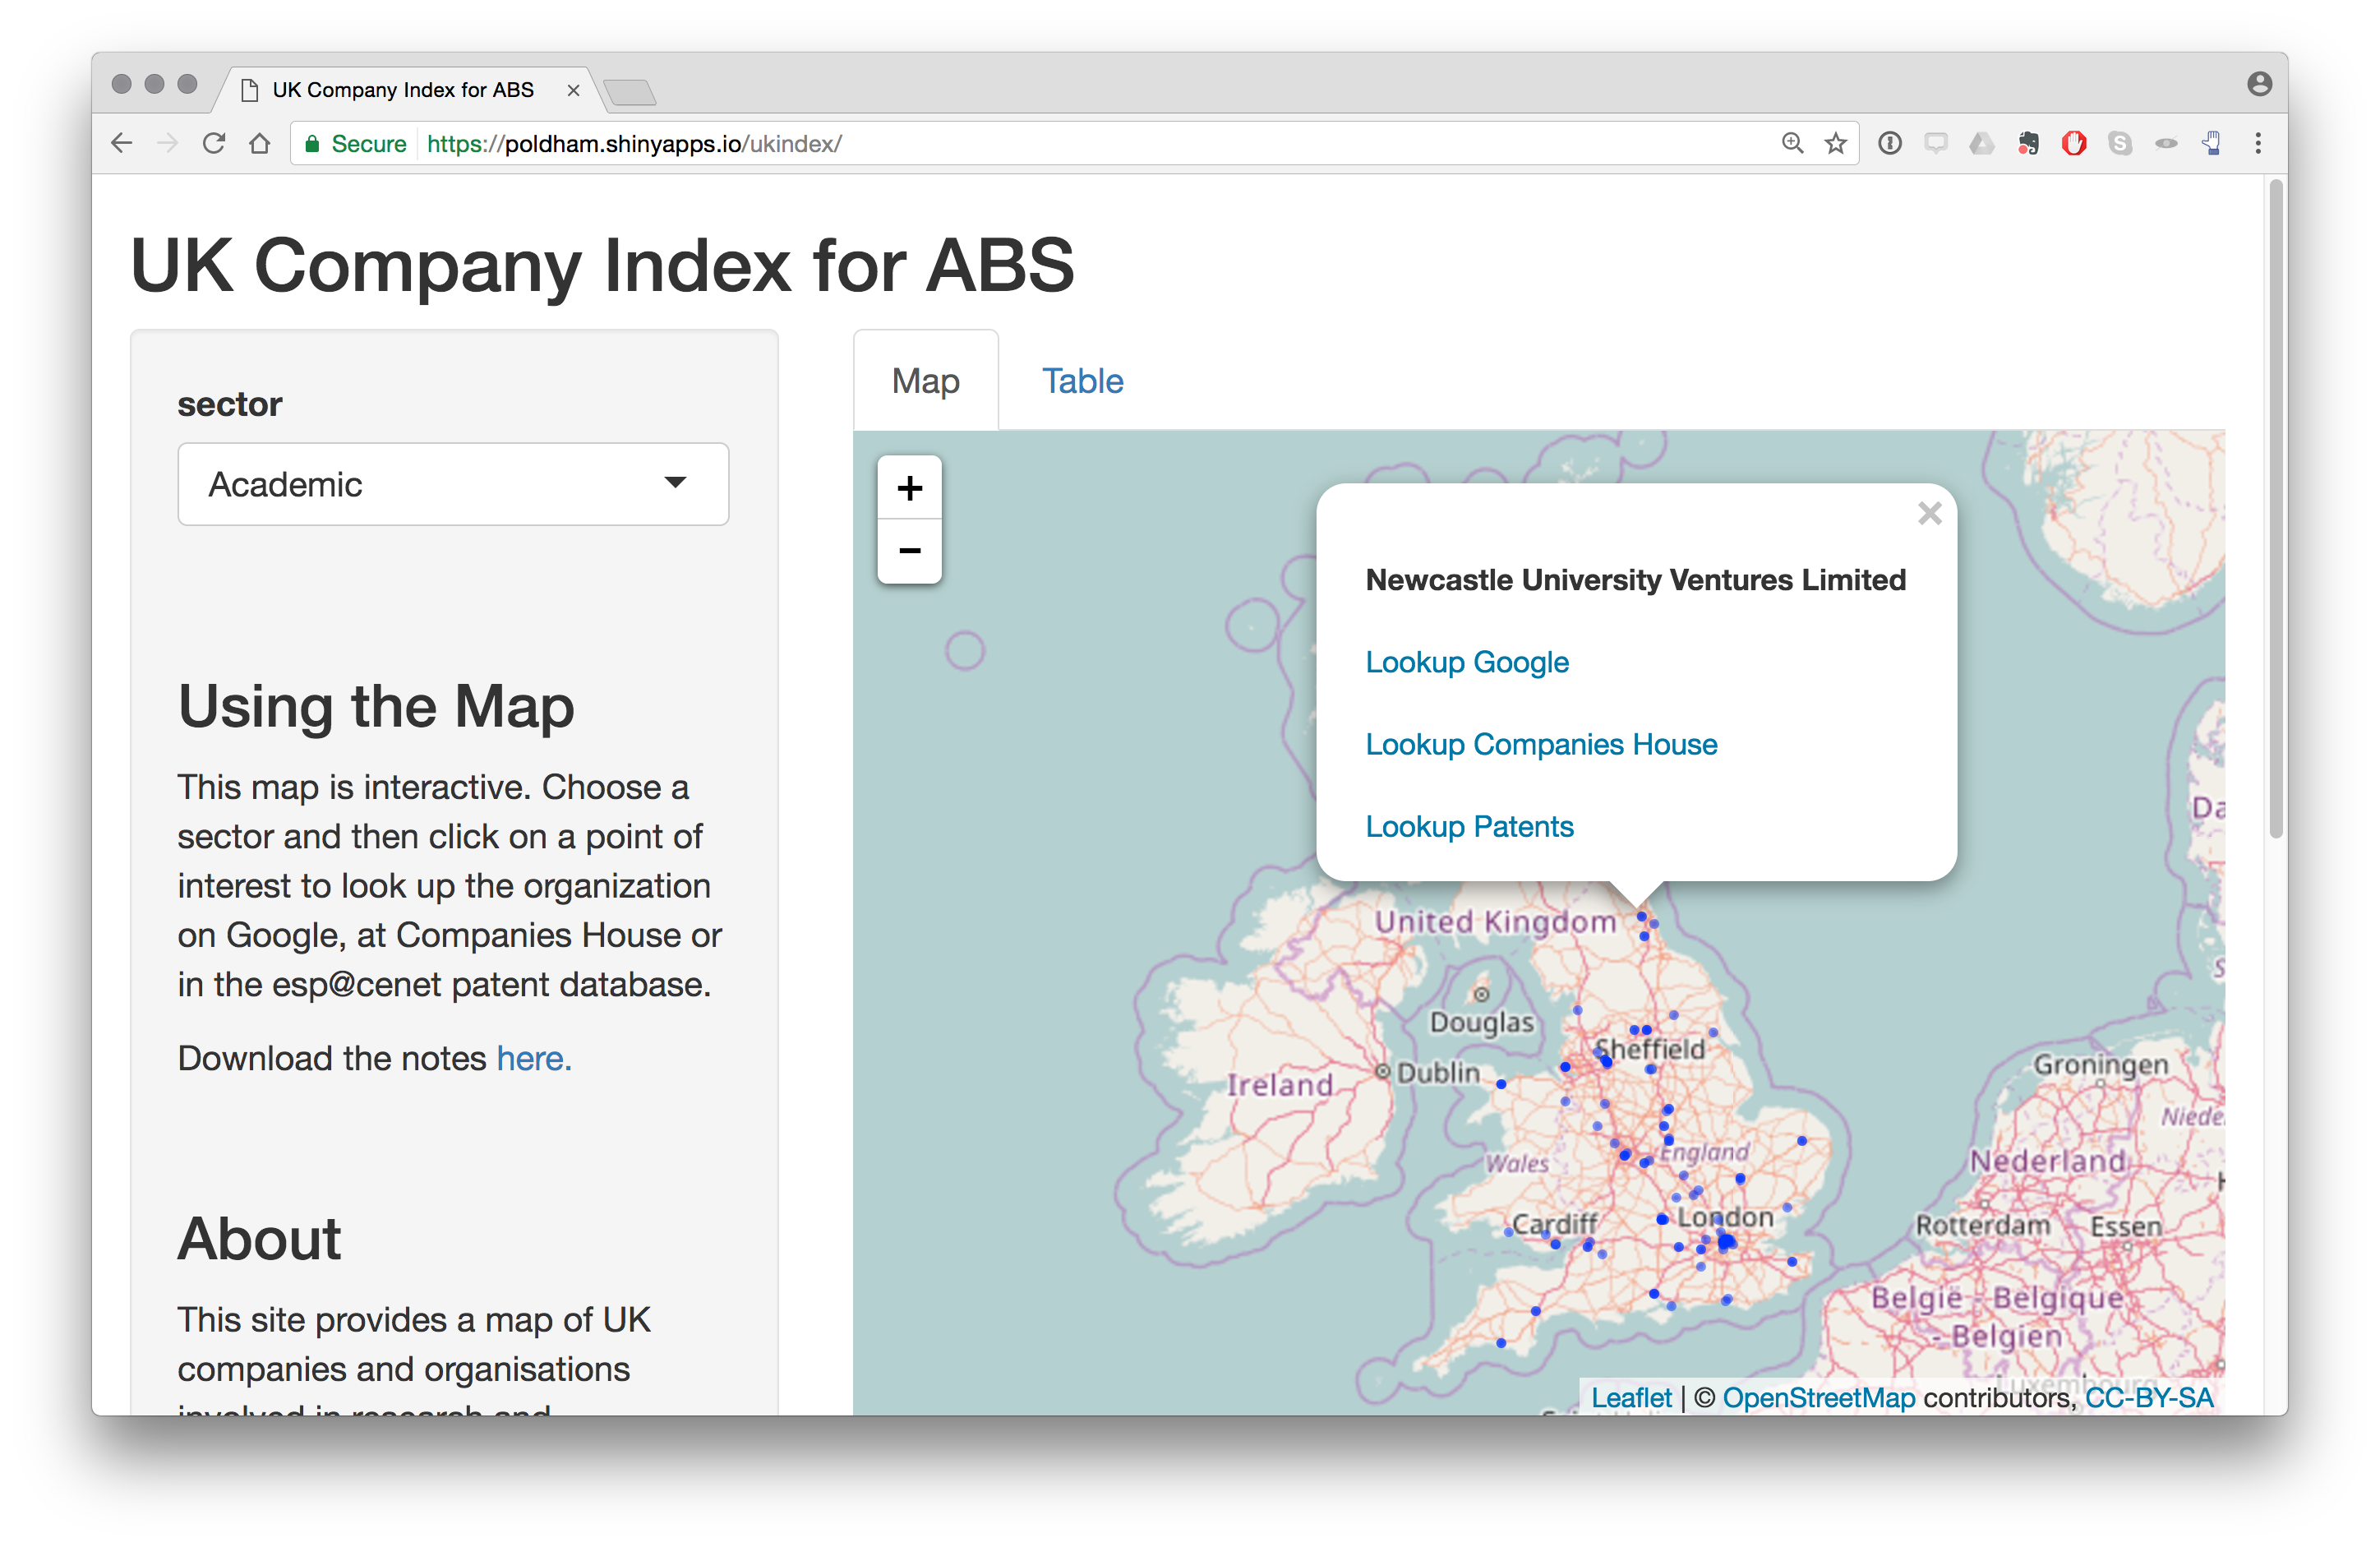 UK Company Index for ABS
Secure https://poldham.shinyapps.io/ukindex/
UK Company Index for ABS
sector
Academic
Using the Map
This map is interactive. Choose a
sector and then click on a point of
interest to look up the organization
on Google, at Companies House or
in the esp@cenet patent database.
Download the notes here.
About
This site provides a map of UK
companies and organisations
involved in research and
Map
Table
+
−
Newcastle University Ventures Limited
Lookup Google
Lookup Companies House
Lookup Patents
United Kingdom
Douglas
Dublin
Ireland
Sheffield
Wales
England
Cardiff
London
Da
Groningen
Niede
Nederland
Rotterdam
Essen
België - Belgique
- Belgien
Luxembourg
Leaflet | © OpenStreetMap contributors, CC-BY-SA